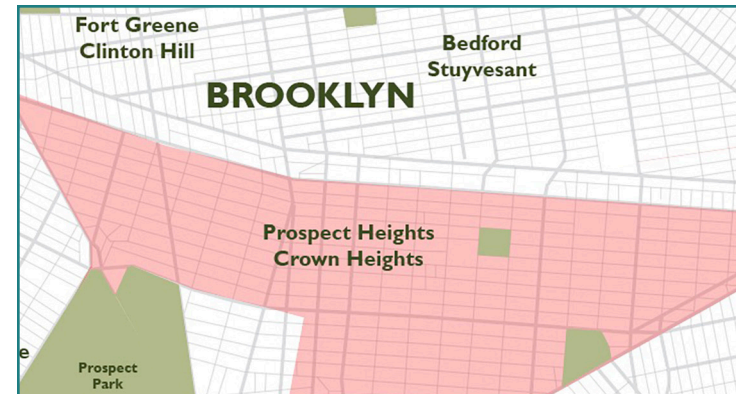 Fort Greene
Clinton Hill
Bedford
Stuyvesant
BROOKLYN
Prospect Heights
Crown Heights
e
Prospect
Park